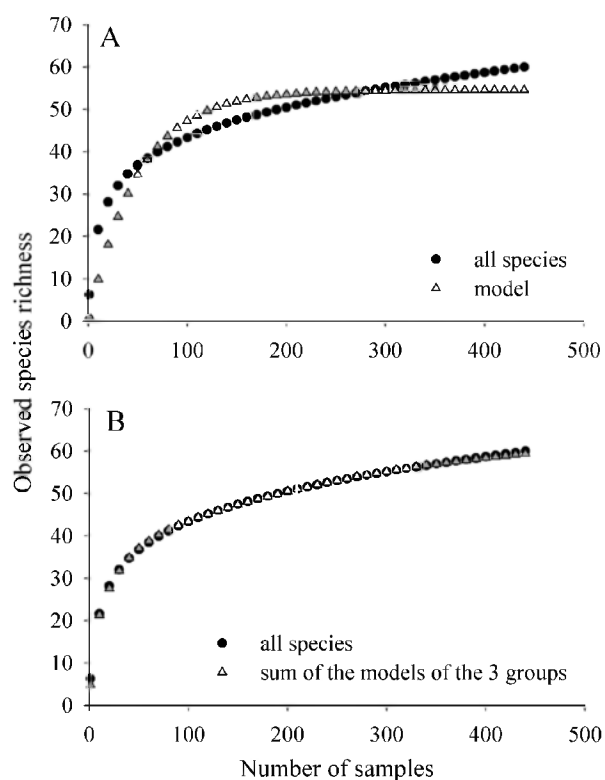 A
70
60
50
40
30
20
10
0
all species
model
0 100 200 300 400 500
Observed species richness
B
70
60
50
40
30
20
10
0
all species
sum of the models of the 3 groups
0 100 200 300 400 500
Number of samples